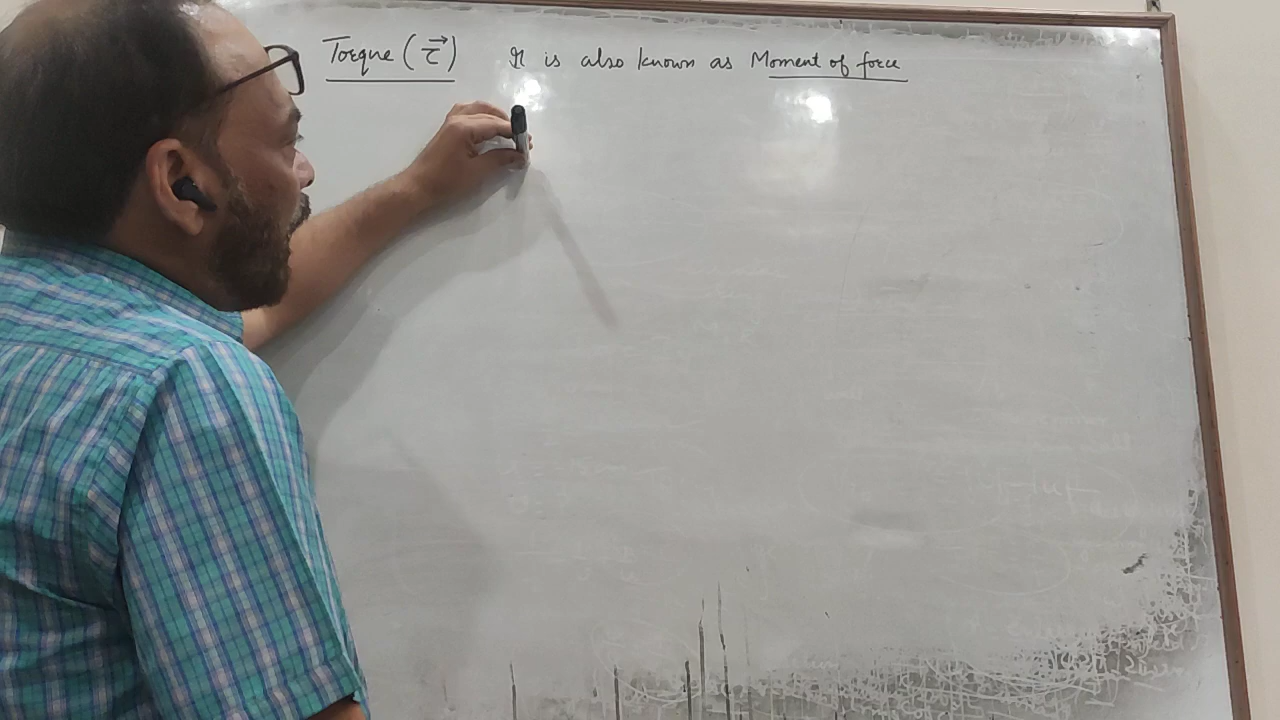 Torque (τ⃗) It is also known as Moment of force